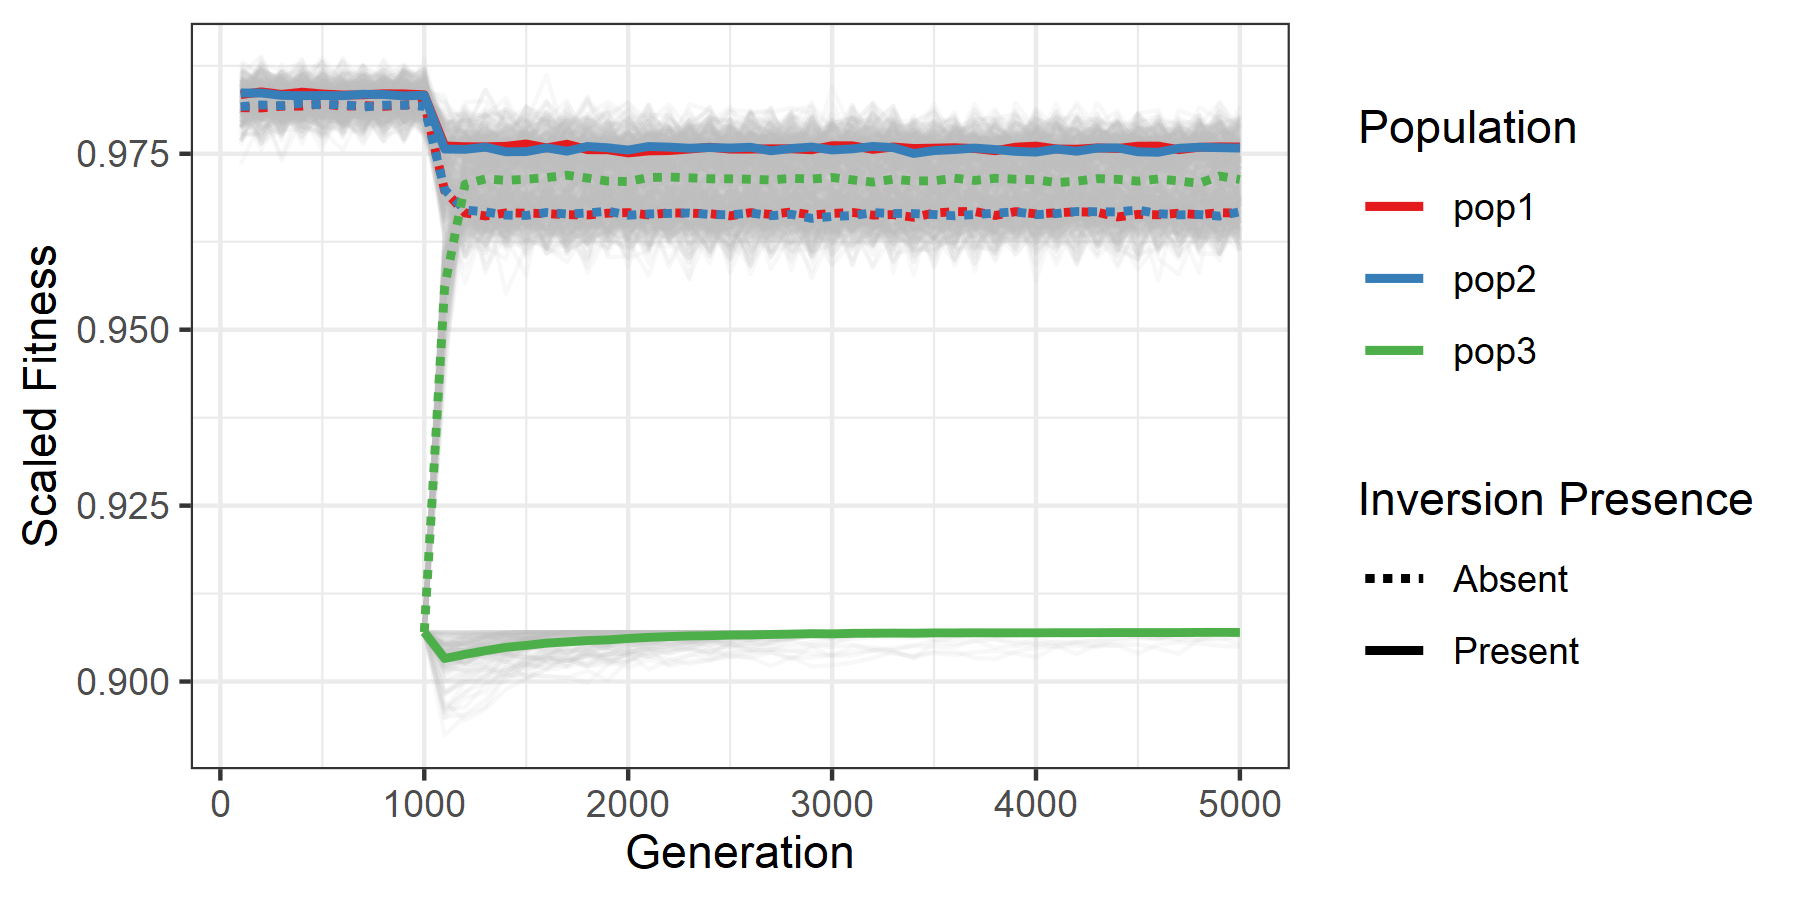 Scaled Fitness
0.975
0.950
0.925
0.900
0
1000
2000
3000
4000
5000
Generation
Population
pop1
pop2
pop3
Inversion Presence
Absent
Present